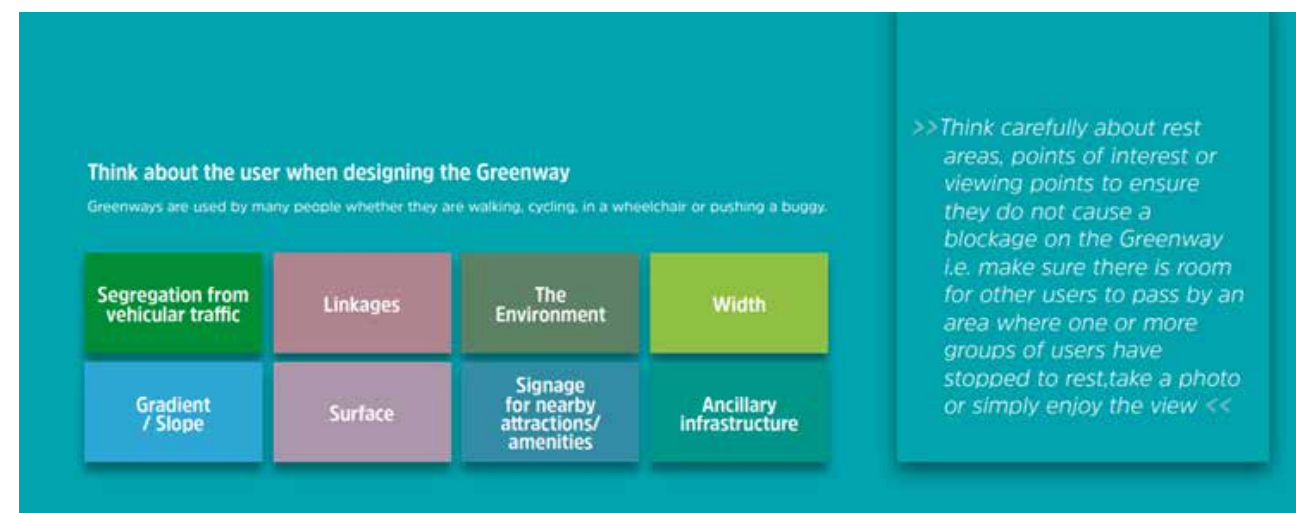 Think about the user when designing the Greenway
Greenways are used by many people whether they are walking, cycling, in a wheelchair or pushing a buggy.
Segregation from
vehicular traffic
Linkages
The
Environment
Width
Gradient
/ Slope
Surface
Signage
for nearby
attractions/
amenities
Ancillary
infrastructure
>>Think carefully about rest
areas, points of interest or
viewing points to ensure
they do not cause a
blockage on the Greenway
i.e. make sure there is room
for other users to pass by an
area where one or more
groups of users have
stopped to rest,take a photo
or simply enjoy the view <<